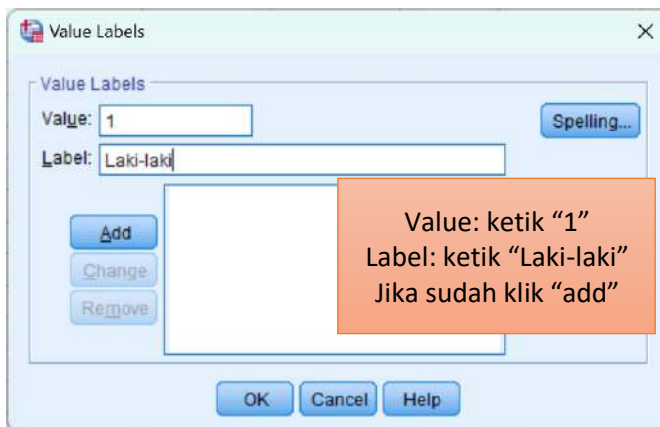 Value Labels
Value Labels
Value: 1
Spelling...
Label: Laki-laki
Add
Change
Remove
Value: ketik “1”
Label: ketik “Laki-laki”
Jika sudah klik “add”
OK Cancel Help